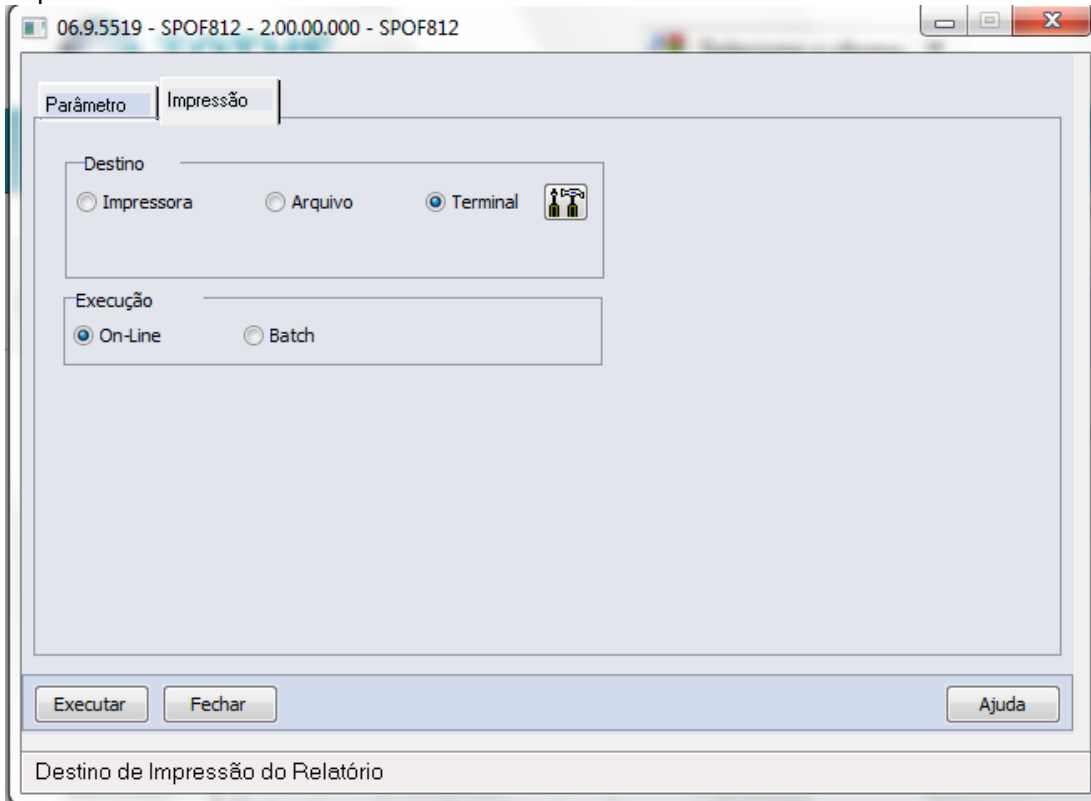 06.9.5519 - SPOF812 - 2.00.00.000 - SPOF812
Parâmetro Impressão
Destino
Impressora Arquivo Terminal
Execução
On-Line Batch
Executar Fechar Ajuda
Destino de Impressão do Relatório